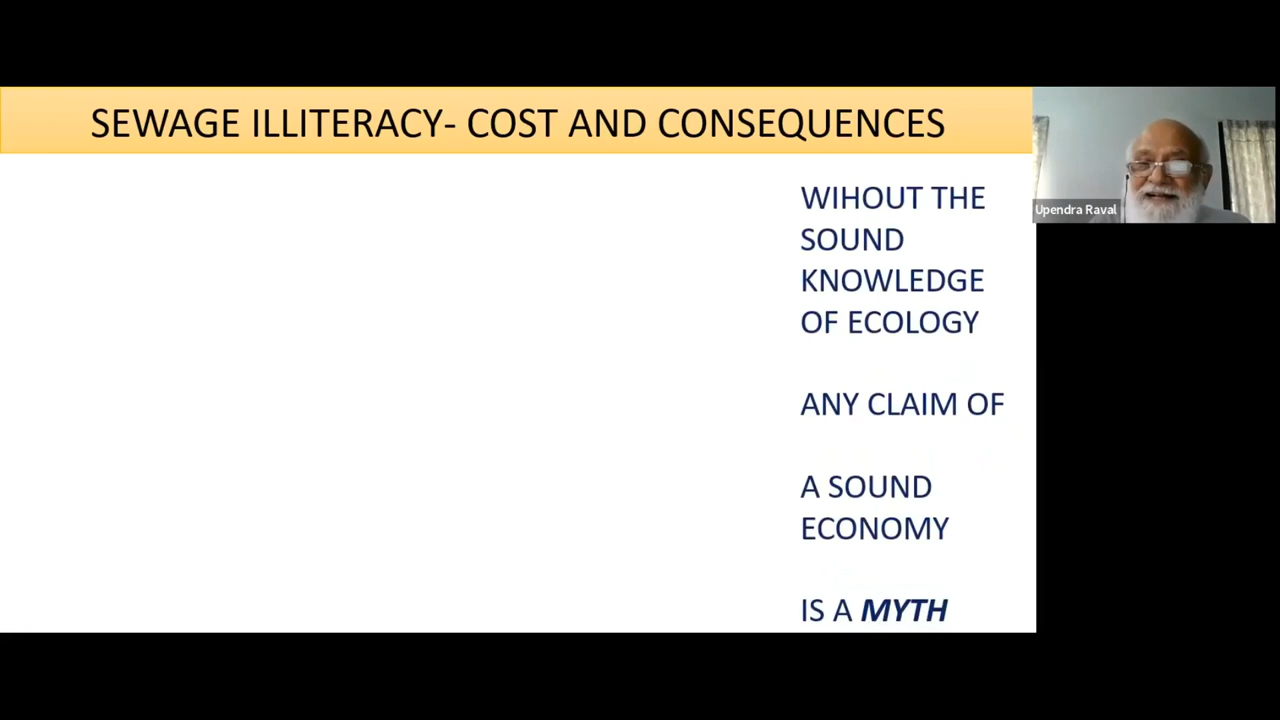 SEWAGE ILLITERACY- COST AND CONSEQUENCES
WIHOUT THE
SOUND
KNOWLEDGE
OF ECOLOGY
ANY CLAIM OF
A SOUND
ECONOMY
IS A MYTH
Upendra Raval